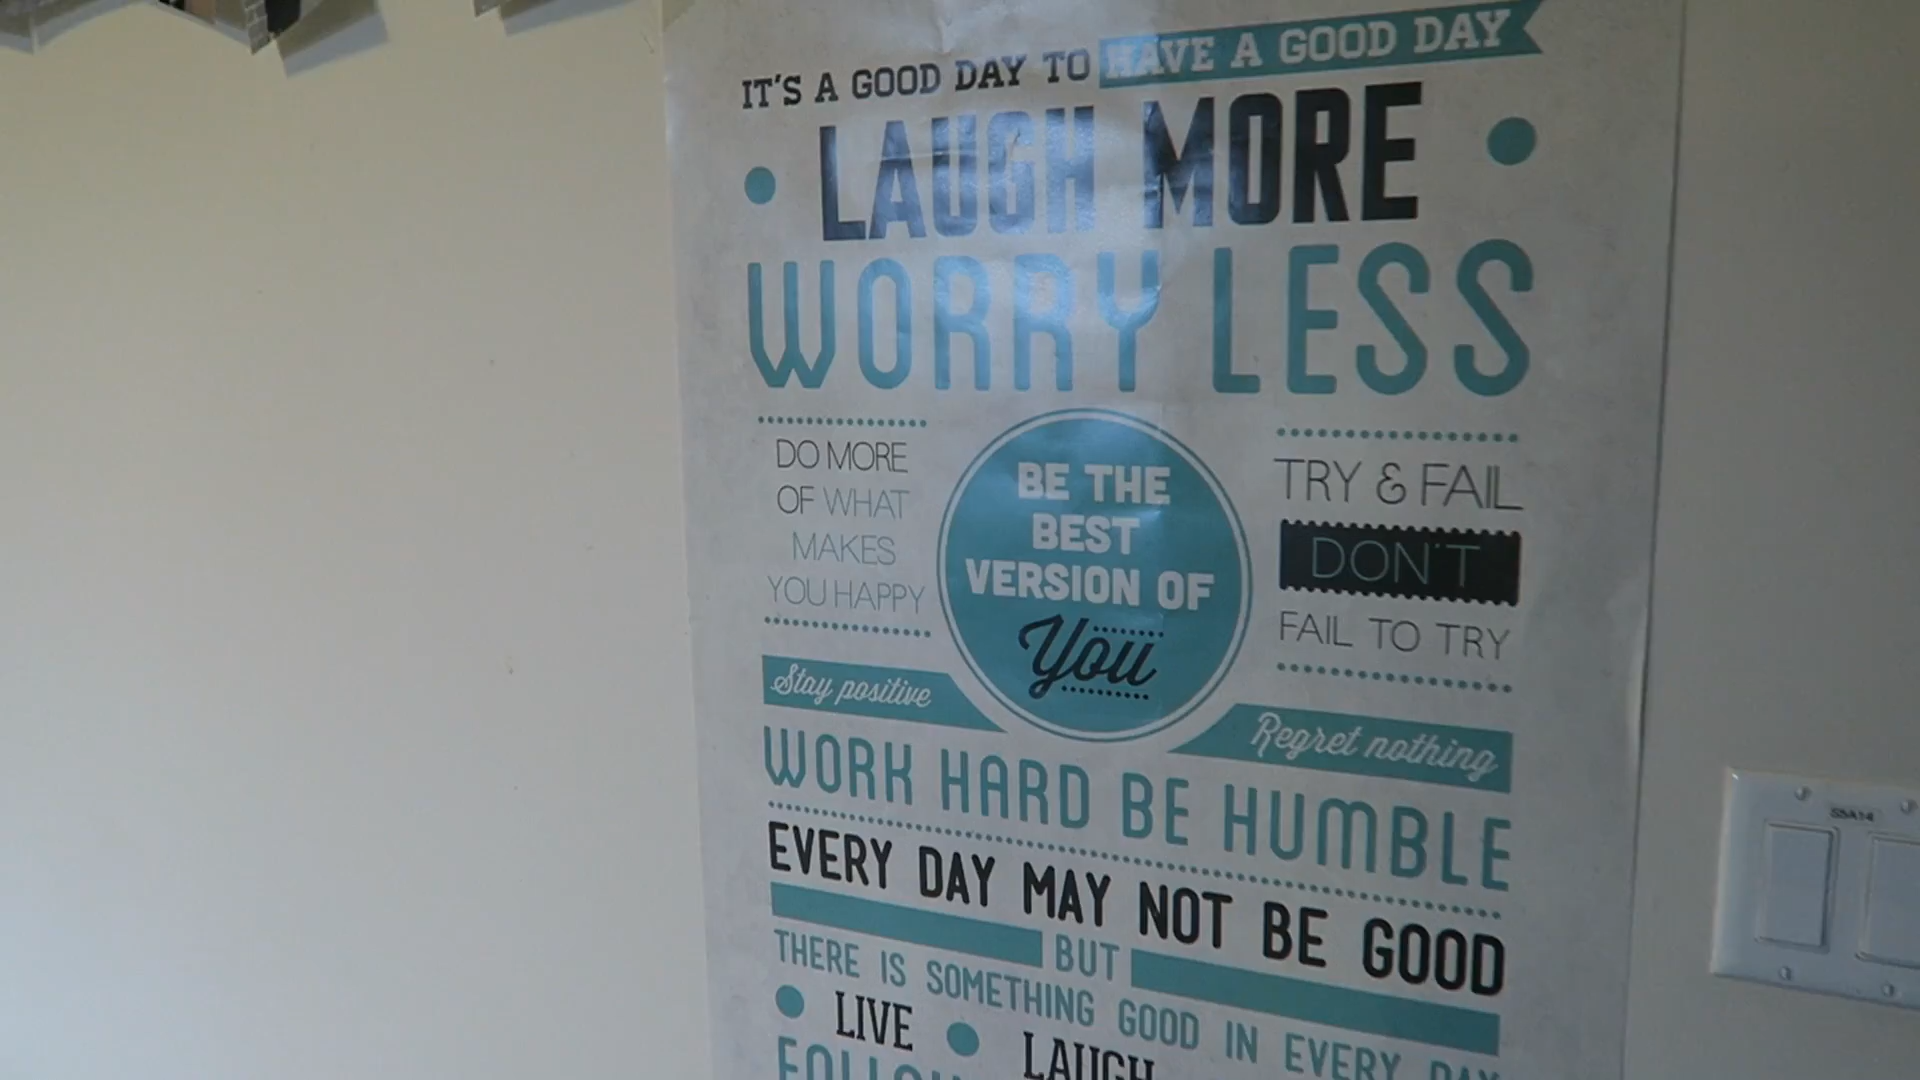 IT'S A GOOD DAY TO HAVE A GOOD DAY
LAUGH MORE
WORRY LESS
DO MORE
OF WHAT
MAKES
YOU HAPPY
BE THE
BEST
VERSION OF
You
TRY & FAIL
DON'T
FAIL TO TRY
Stay positive
Regret nothing
WORK HARD BE HUMBLE
EVERY DAY MAY NOT BE GOOD
BUT
THERE IS SOMETHING GOOD IN EVERY DAY
LIVE
LAUGH
S5A14